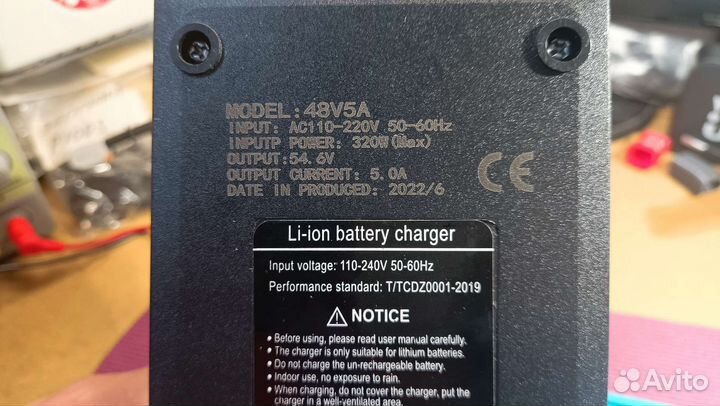 MODEL:48V5A
INPUT: AC110-220V 50-60Hz
INPUTP POWER: 320W(Max)
OUTPUT:54.6V
OUTPUT CURRENT: 5.0A
DATE IN PRODUCED: 2022/6
CE
Li-ion battery charger
Input voltage: 110-240V 50-60Hz
Performance standard: T/TCDZ0001-2019
NOTICE
• Before using, please read user manual carefully.
• The charger is only suitable for lithium batteries.
• Do not charge the un-rechargeable battery.
• Indoor use, no exposure to rain.
• When charging, do not cover the charger, put the
charger in a well-ventilated area.
Avito